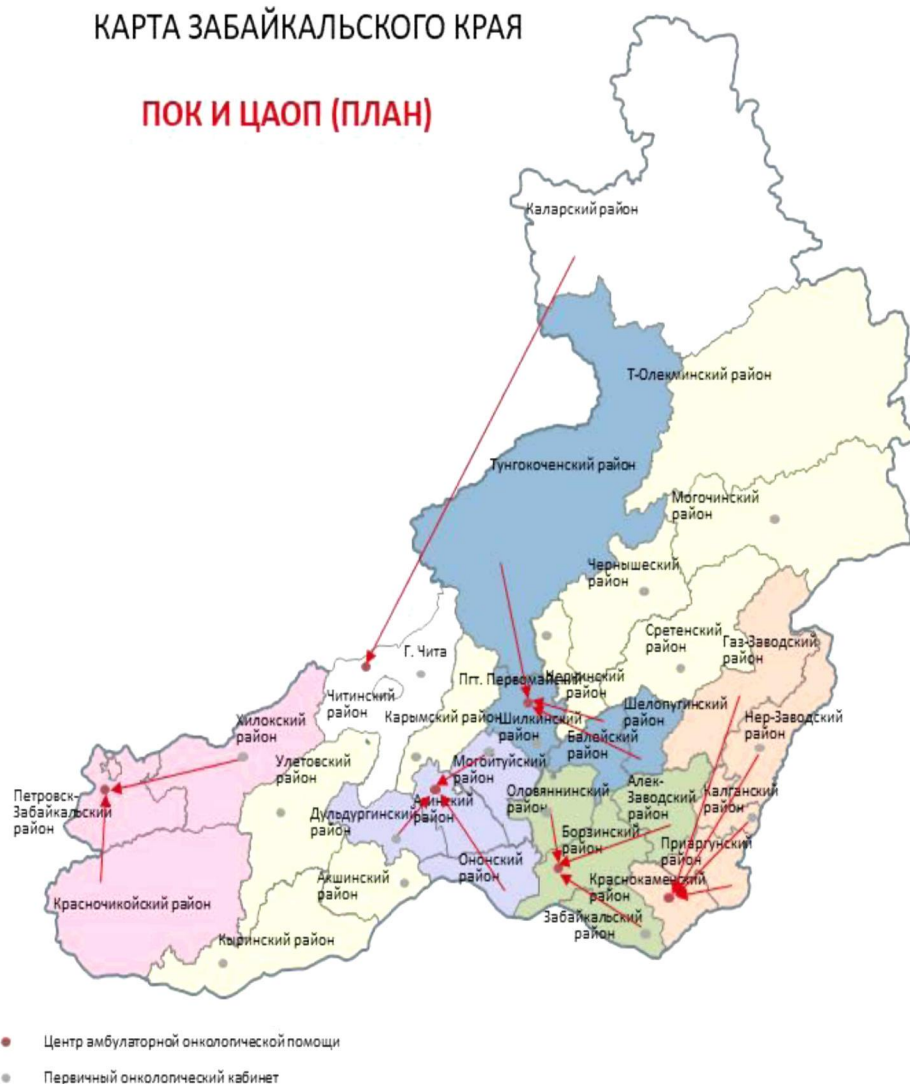 КАРТА ЗАБАЙКАЛЬСКОГО КРАЯ
ПОК И ЦАОП (ПЛАН)
Каларский район
Т-Олекминский район
Тунгокоченский район
Могочинский
район
Чернышеский
район
Сретенский
район
Газ-Заводский
район
Г. Чита
Пгт. Первомайский
Нерчинский
район
Читинский
район
Карымский район
Шилкинский
район
Шелопугинский
район
Балейский
район
Нер-Заводский
район
Хилокский
район
Улетовский
район
Могбитуйский
район
Петровск-
Забайкальский
район
Дульдургинский
район
Агинский
район
Оловяннинский
район
Алек-
Заводский
район
Калганский
район
Борзинский
район
Приаргунский
район
Ононский
район
Акшинский
район
Краснокаменский
район
Красночикойский район
Забайкальский
район
Кыринский район
Центр амбулаторной онкологической помощи
Первичный онкологический кабинет